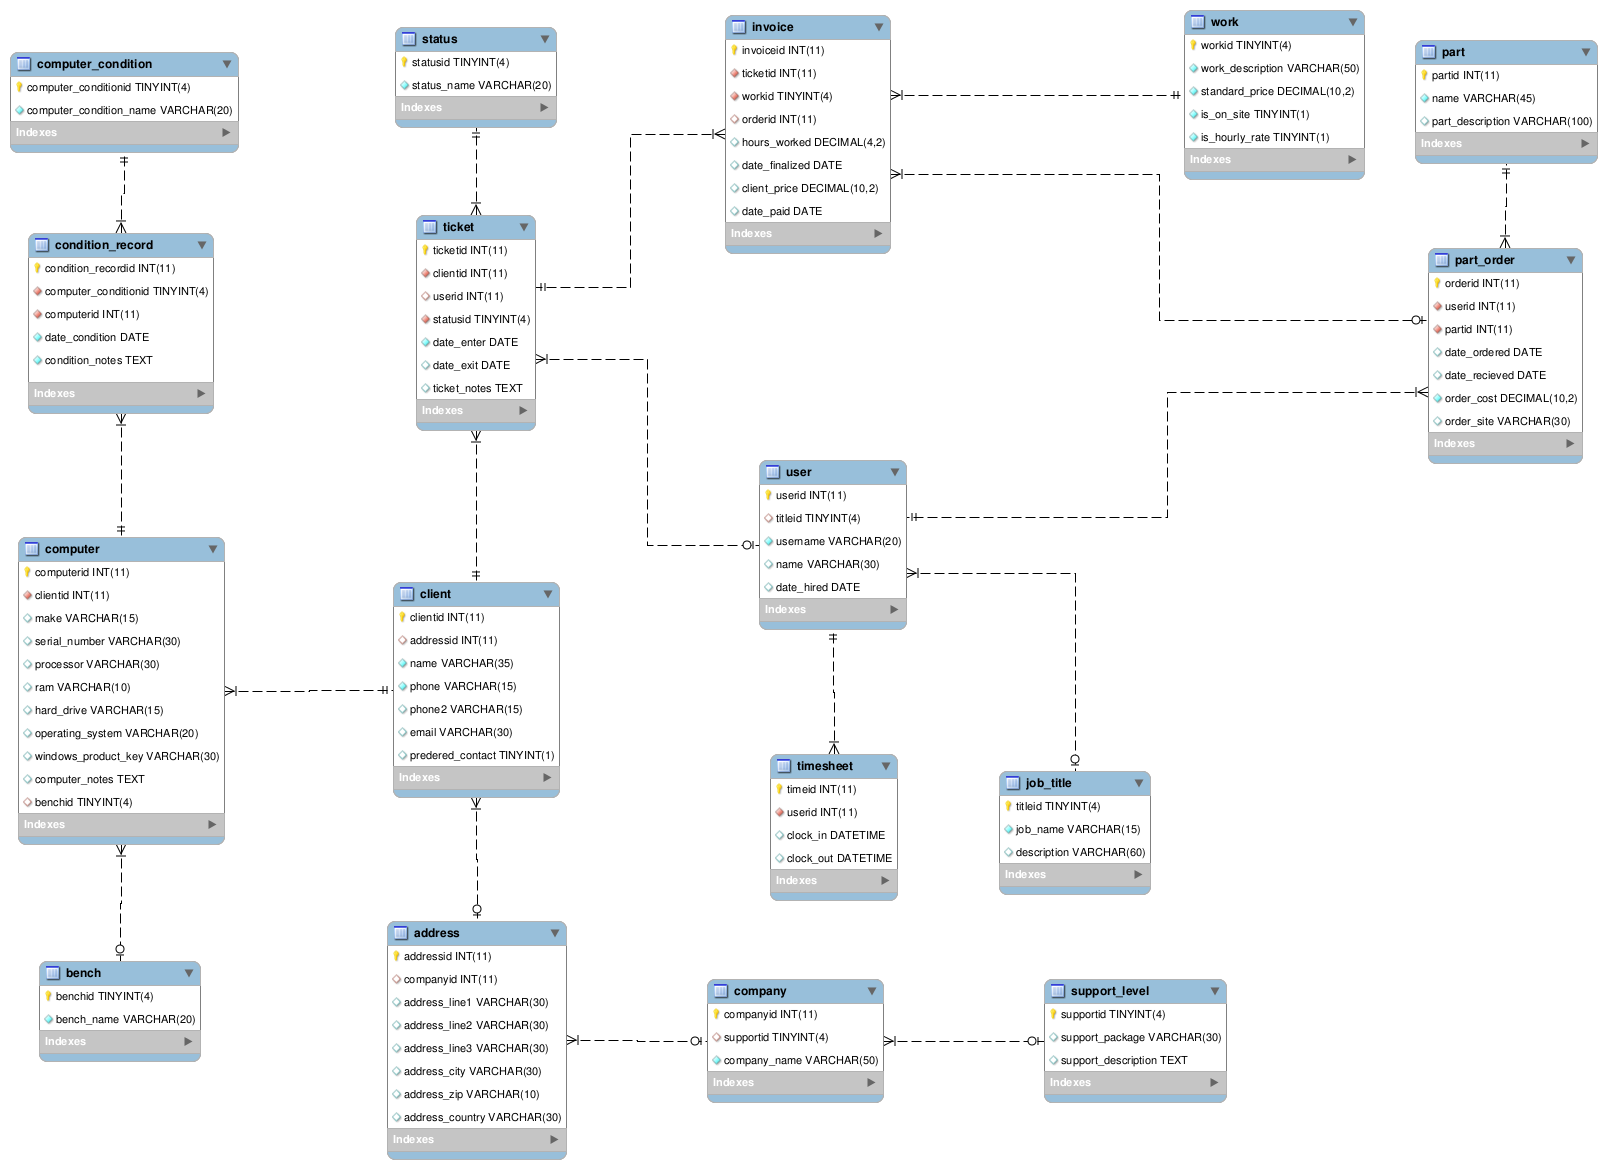 computer_condition
computer_conditionid TINYINT(4)
computer_condition_name VARCHAR(20)
Indexes
status
statusid TINYINT(4)
status_name VARCHAR(20)
Indexes
invoice
invoiceid INT(11)
ticketid INT(11)
workid TINYINT(4)
orderid INT(11)
hours_worked DECIMAL(4,2)
date_finalized DATE
client_price DECIMAL(10,2)
date_paid DATE
Indexes
work
workid TINYINT(4)
work_description VARCHAR(50)
standard_price DECIMAL(10,2)
is_on_site TINYINT(1)
is_hourly_rate TINYINT(1)
Indexes
part
partid INT(11)
name VARCHAR(45)
part_description VARCHAR(100)
Indexes
condition_record
condition_recordid INT(11)
computer_conditionid TINYINT(4)
computerid INT(11)
date_condition DATE
condition_notes TEXT
Indexes
ticket
ticketid INT(11)
clientid INT(11)
userid INT(11)
statusid TINYINT(4)
date_enter DATE
date_exit DATE
ticket_notes TEXT
Indexes
part_order
orderid INT(11)
userid INT(11)
partid INT(11)
date_ordered DATE
date_recieved DATE
order_cost DECIMAL(10,2)
order_site VARCHAR(30)
Indexes
user
userid INT(11)
titleid TINYINT(4)
username VARCHAR(20)
name VARCHAR(30)
date_hired DATE
Indexes
computer
computerid INT(11)
clientid INT(11)
make VARCHAR(15)
serial_number VARCHAR(30)
processor VARCHAR(30)
ram VARCHAR(10)
hard_drive VARCHAR(15)
operating_system VARCHAR(20)
windows_product_key VARCHAR(30)
computer_notes TEXT
benchid TINYINT(4)
Indexes
client
clientid INT(11)
addressid INT(11)
name VARCHAR(35)
phone VARCHAR(15)
phone2 VARCHAR(15)
email VARCHAR(30)
predered_contact TINYINT(1)
Indexes
timesheet
timeid INT(11)
userid INT(11)
clock_in DATETIME
clock_out DATETIME
Indexes
job_title
titleid TINYINT(4)
job_name VARCHAR(15)
description VARCHAR(60)
Indexes
bench
benchid TINYINT(4)
bench_name VARCHAR(20)
Indexes
address
addressid INT(11)
companyid INT(11)
address_line1 VARCHAR(30)
address_line2 VARCHAR(30)
address_line3 VARCHAR(30)
address_city VARCHAR(30)
address_zip VARCHAR(10)
address_country VARCHAR(30)
Indexes
company
companyid INT(11)
supportid TINYINT(4)
company_name VARCHAR(50)
Indexes
support_level
supportid TINYINT(4)
support_package VARCHAR(30)
support_description TEXT
Indexes